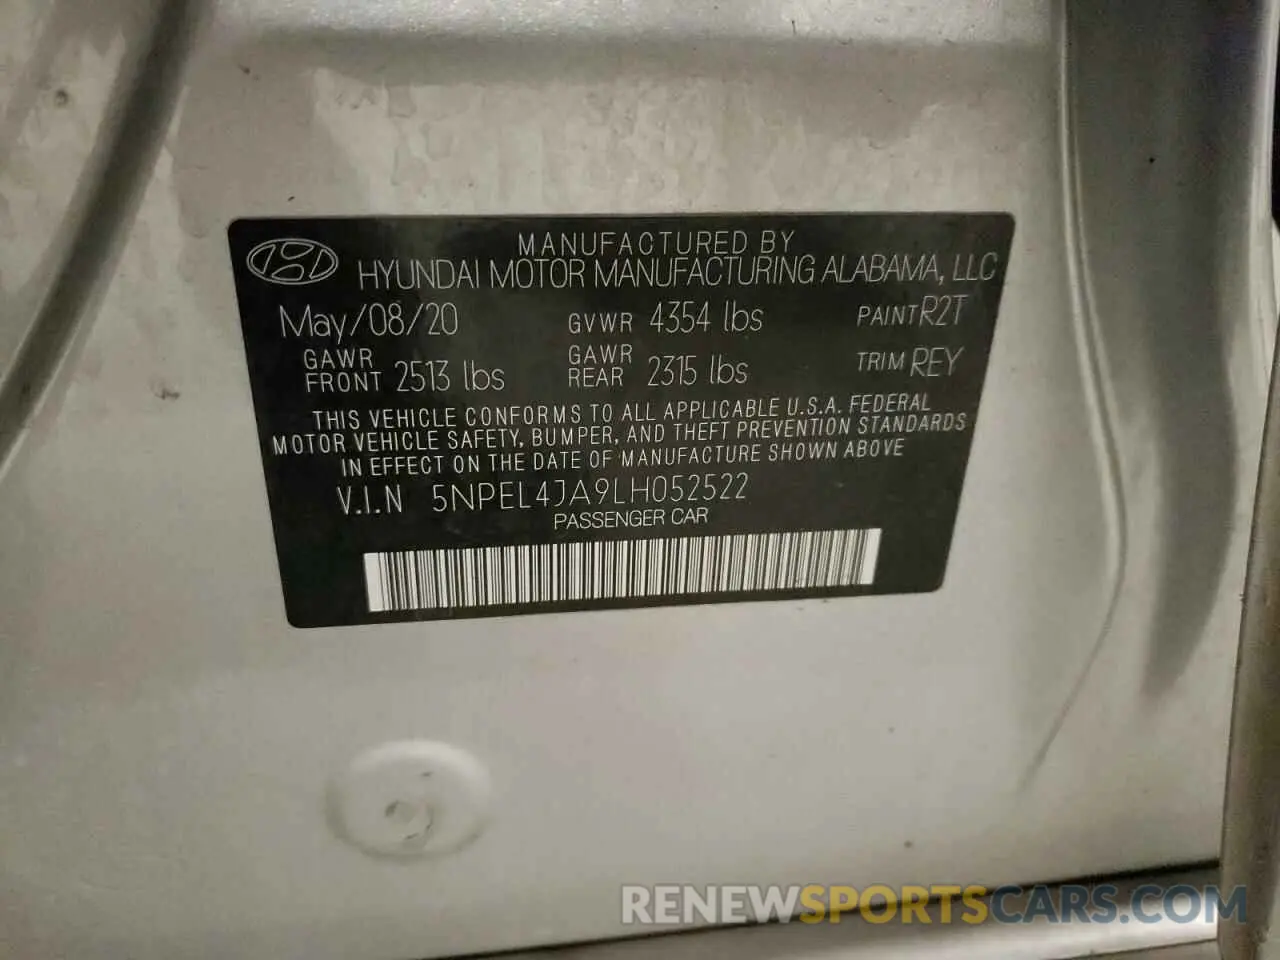 MANUFACTURED BY
HYUNDAI MOTOR MANUFACTURING ALABAMA, LLC
May/08/20 GVWR 4354 lbs PAINT R2T
GAWR FRONT 2513 lbs GAWR REAR 2315 lbs TRIM REY
THIS VEHICLE CONFORMS TO ALL APPLICABLE U.S.A. FEDERAL
MOTOR VEHICLE SAFETY, BUMPER, AND THEFT PREVENTION STANDARDS
IN EFFECT ON THE DATE OF MANUFACTURE SHOWN ABOVE
V.I.N 5NPEL4JA9LH052522
PASSENGER CAR
RENEWSPORTSCARS.COM